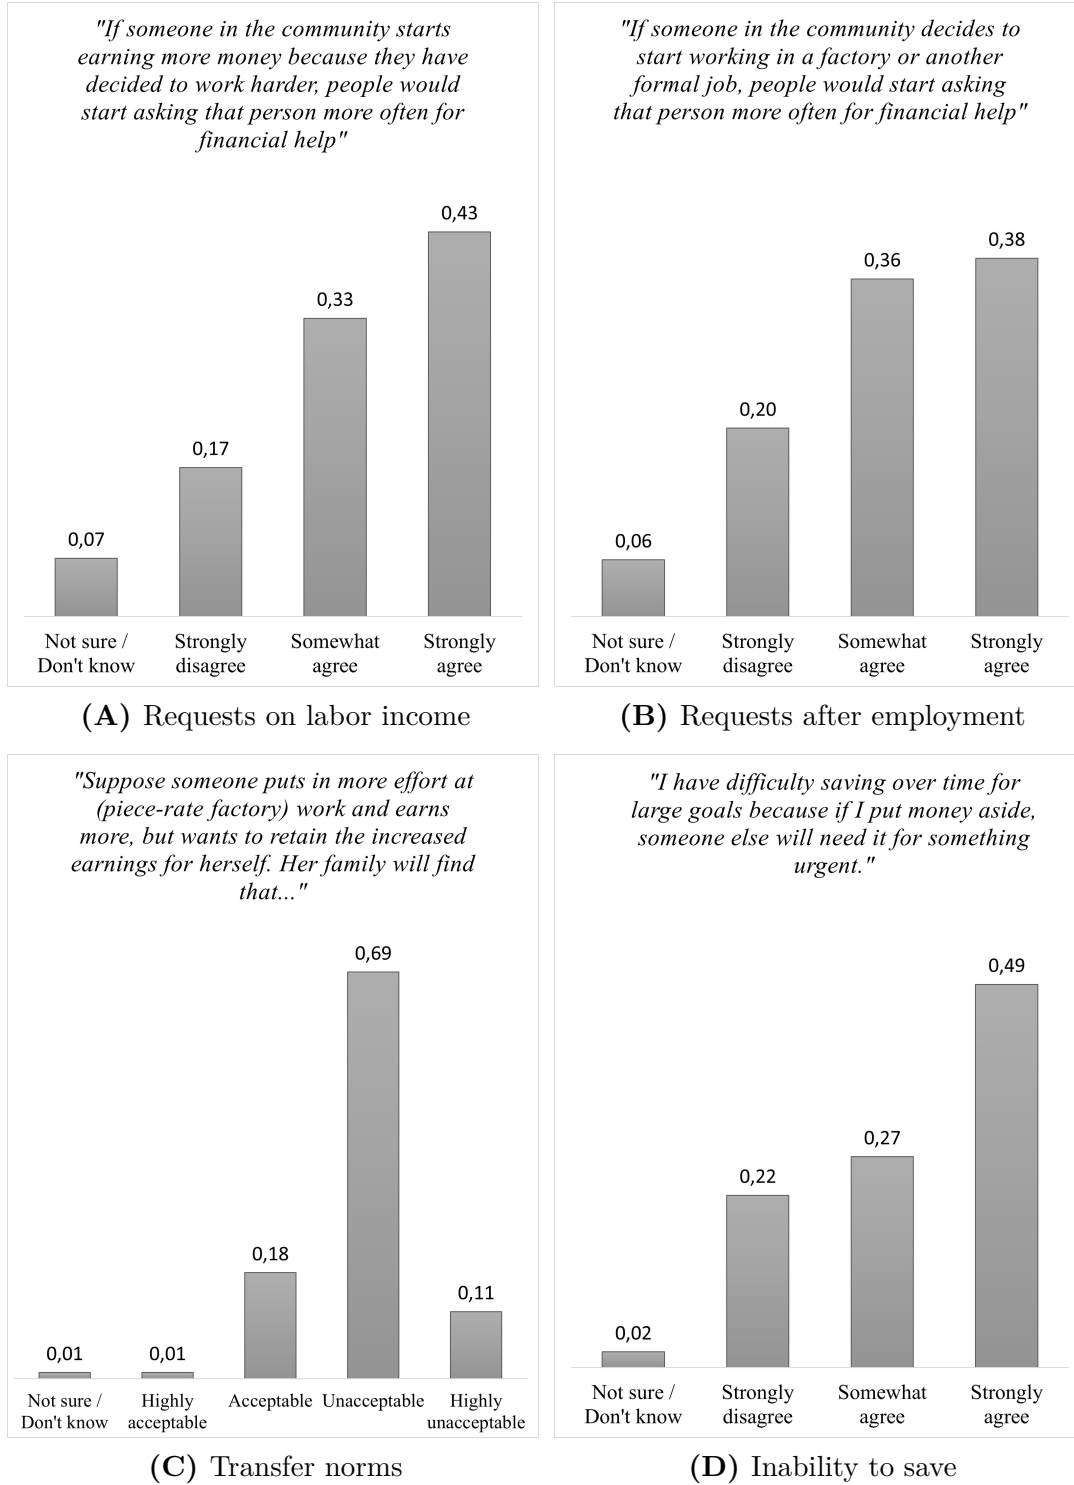 "If someone in the community starts
earning more money because they have
decided to work harder, people would
start asking that person more often for
financial help"
0,43
0,33
0,17
0,07
Not sure /
Don't know
Strongly
disagree
Somewhat
agree
Strongly
agree
(A) Requests on labor income
"If someone in the community decides to
start working in a factory or another
formal job, people would start asking
that person more often for financial help"
0,38
0,36
0,20
0,06
Not sure /
Don't know
Strongly
disagree
Somewhat
agree
Strongly
agree
(B) Requests after employment
"Suppose someone puts in more effort at
(piece-rate factory) work and earns
more, but wants to retain the increased
earnings for herself. Her family will find
that..."
0,69
0,18
0,11
0,01
0,01
Not sure /
Don't know
Highly
acceptable
Acceptable
Unacceptable
Highly
unacceptable
(C) Transfer norms
"I have difficulty saving over time for
large goals because if I put money aside,
someone else will need it for something
urgent."
0,49
0,27
0,22
0,02
Not sure /
Don't know
Strongly
disagree
Somewhat
agree
Strongly
agree
(D) Inability to save